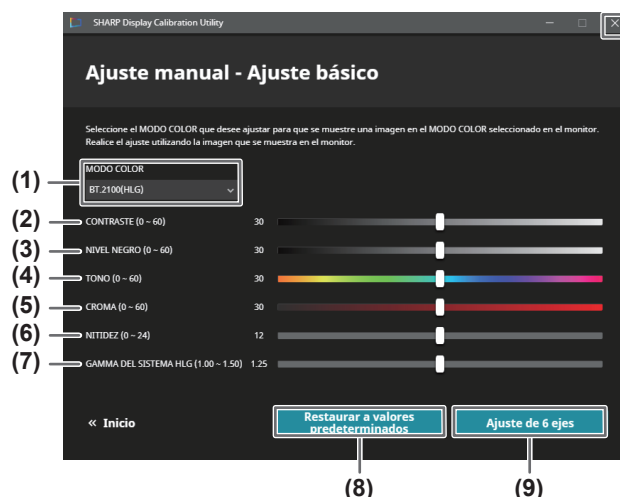 SHARP Display Calibration Utility
Ajuste manual - Ajuste básico
Seleccione el MODO COLOR que desee ajustar para que se muestre una imagen en el MODO COLOR seleccionado en el monitor.
Realice el ajuste utilizando la imagen que se muestra en el monitor.
MODO COLOR
(1) BT.2100(HLG)
(2) CONTRASTE (0 ~ 60) 30
(3) NIVEL NEGRO (0 ~ 60) 30
(4) TONO (0 ~ 60) 30
(5) CROMA (0 ~ 60) 30
(6) NITIDEZ (0 ~ 24) 12
(7) GAMMA DEL SISTEMA HLG (1.00 ~ 1.50) 1.25
« Inicio
Restaurar a valores
predeterminados
Ajuste de 6 ejes
(8) (9)